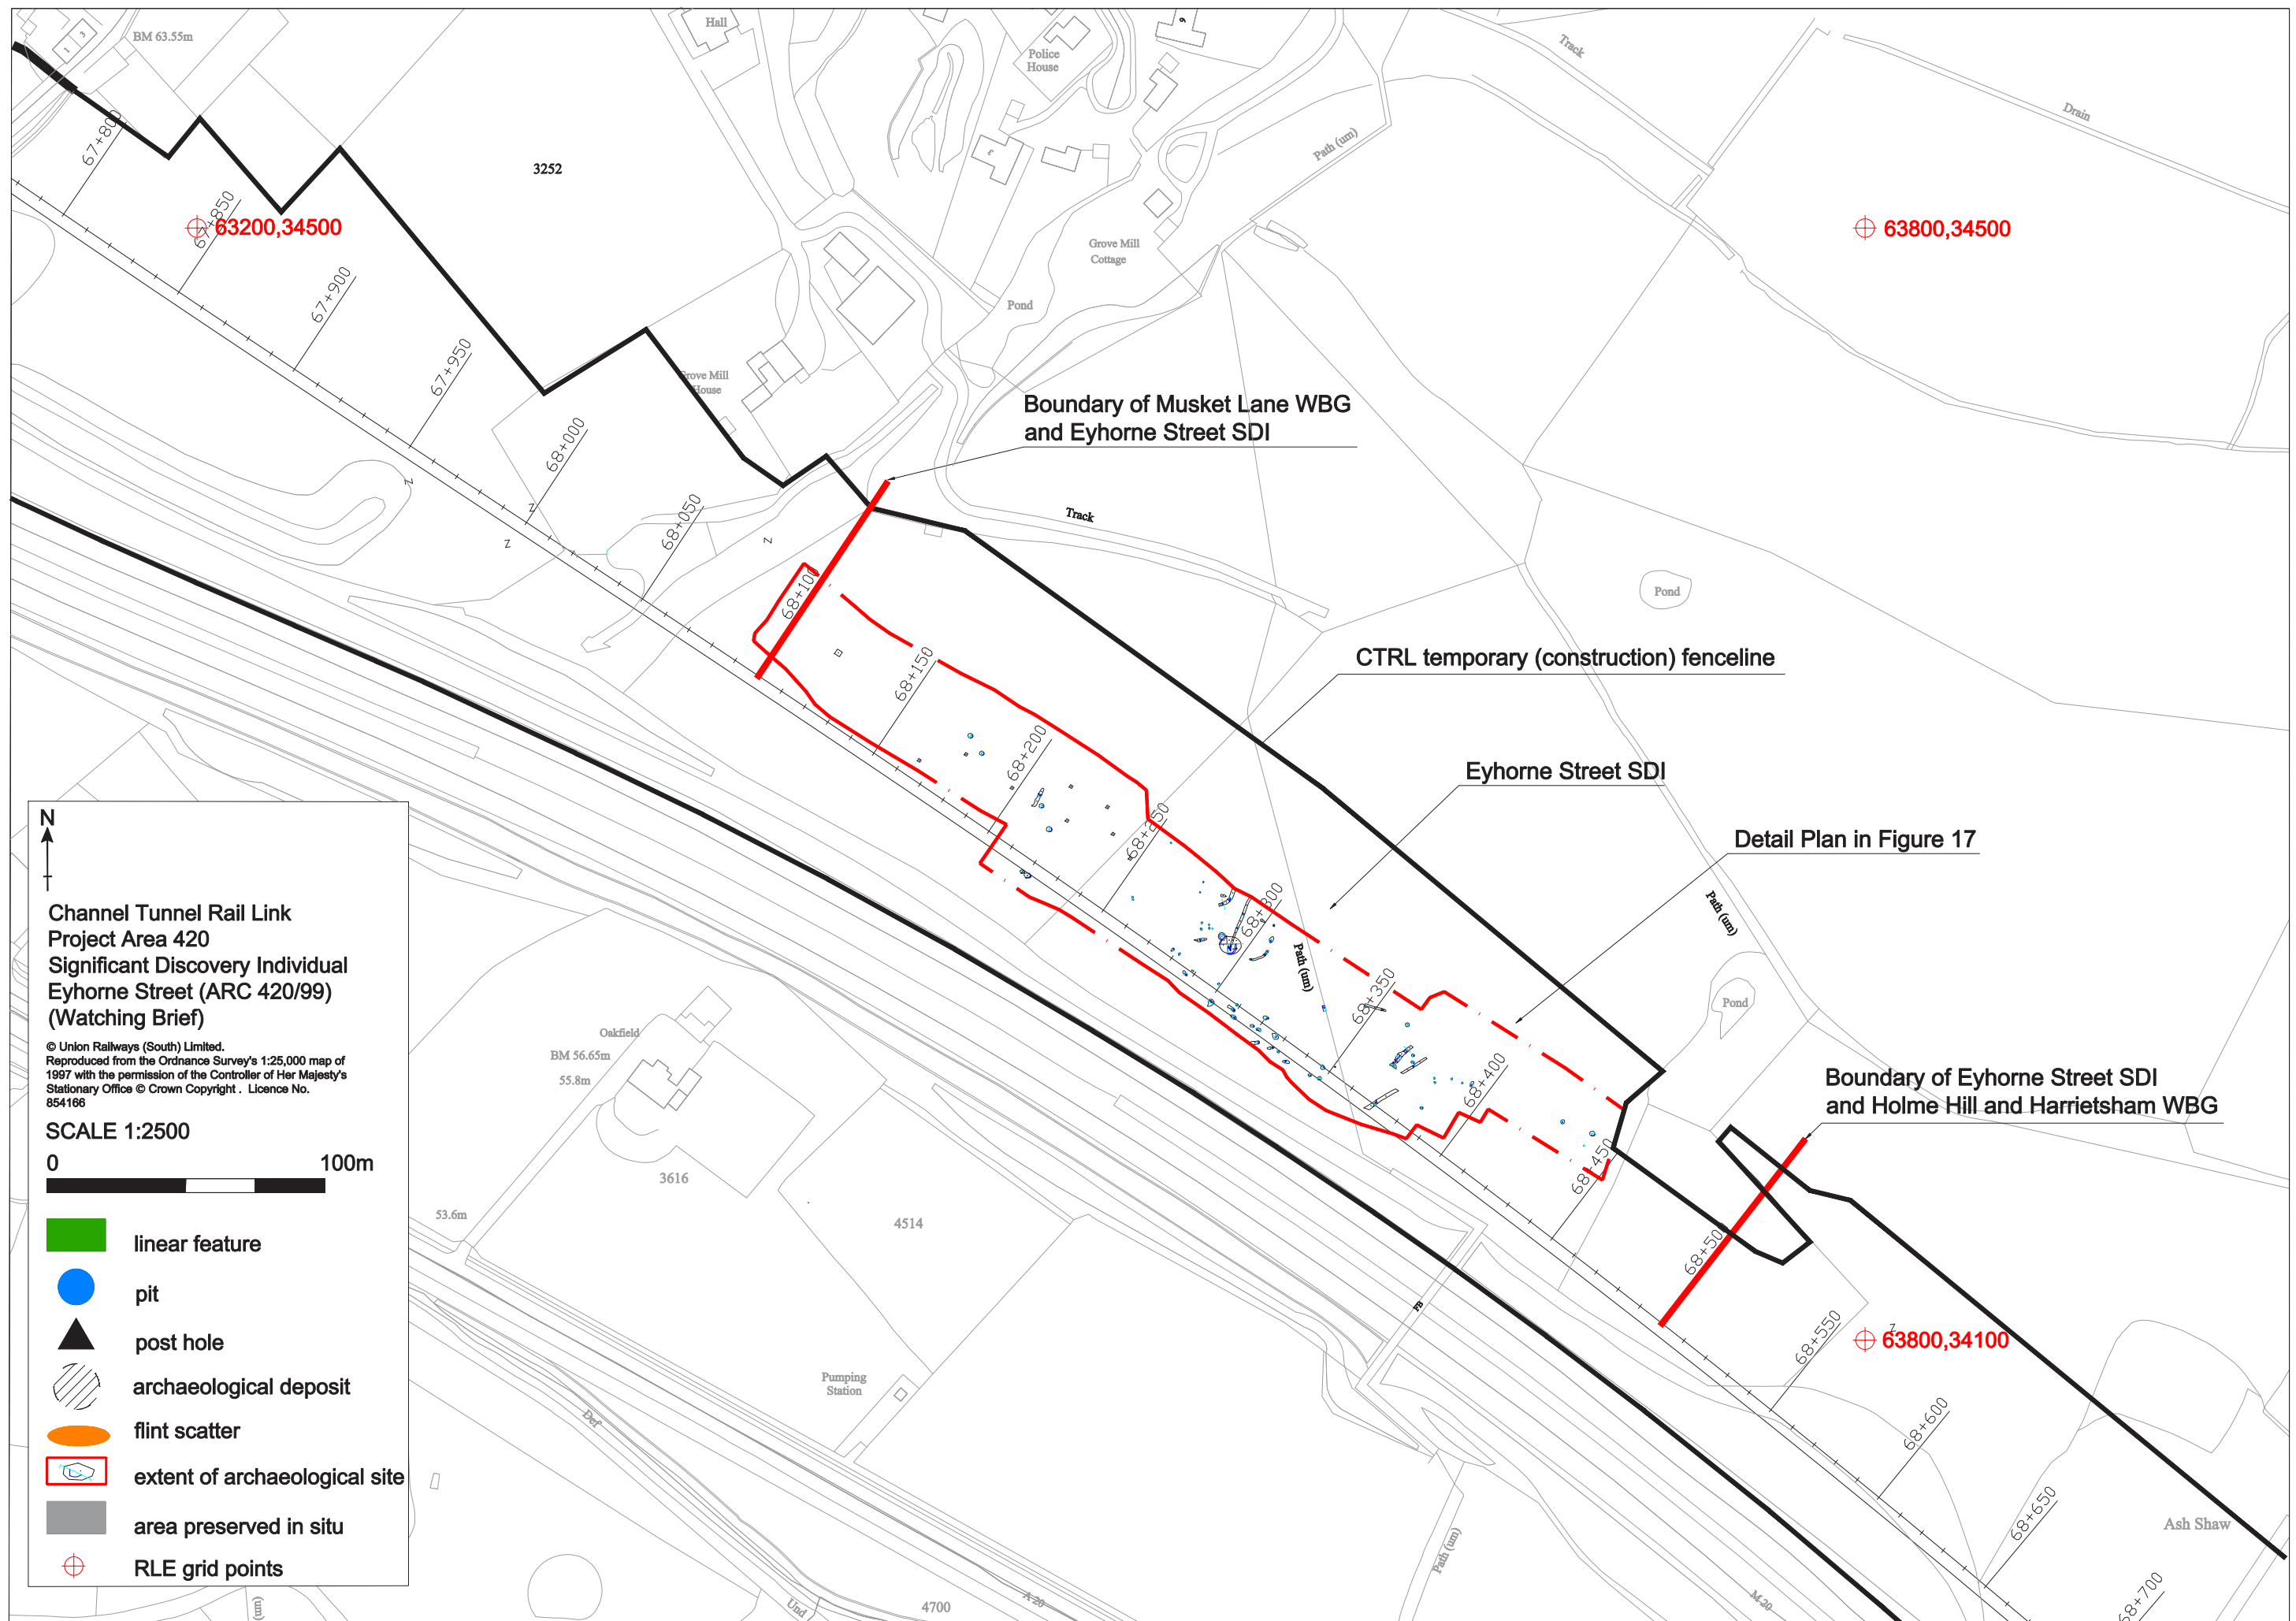 Hall
BM 63.55m
1
3
Police
House
9
Track
Drain
Path (um)
3252
67+800
67+850
63200,34500
63800,34500
67+900
Grove Mill
Cottage
Pond
67+950
Grove Mill
House
Boundary of Musket Lane WBG
and Eyhorne Street SDI
68+000
68+050
Z
Z
Z
Z
Track
68+100
Pond
CTRL temporary (construction) fenceline
68+150
68+200
Eyhorne Street SDI
68+250
Detail Plan in Figure 17
68+300
Path (um)
Path (um)
68+350
Pond
68+400
Boundary of Eyhorne Street SDI
and Holme Hill and Harrietsham WBG
68+450
68+500
N
Channel Tunnel Rail Link
Project Area 420
Significant Discovery Individual
Eyhorne Street (ARC 420/99)
(Watching Brief)
© Union Railways (South) Limited.
Reproduced from the Ordnance Survey's 1:25,000 map of
1997 with the permission of the Controller of Her Majesty's
Stationary Office © Crown Copyright . Licence No.
854166
SCALE 1:2500
0 100m
linear feature
pit
post hole
archaeological deposit
flint scatter
extent of archaeological site
area preserved in situ
RLE grid points
Oakfield
BM 56.65m
55.8m
3616
53.6m
4514
FB
Z
63800,34100
68+550
Pumping
Station
68+600
Def
68+650
Ash Shaw
Path (um)
68+700
M 20
A 20
Und
4700
(um)